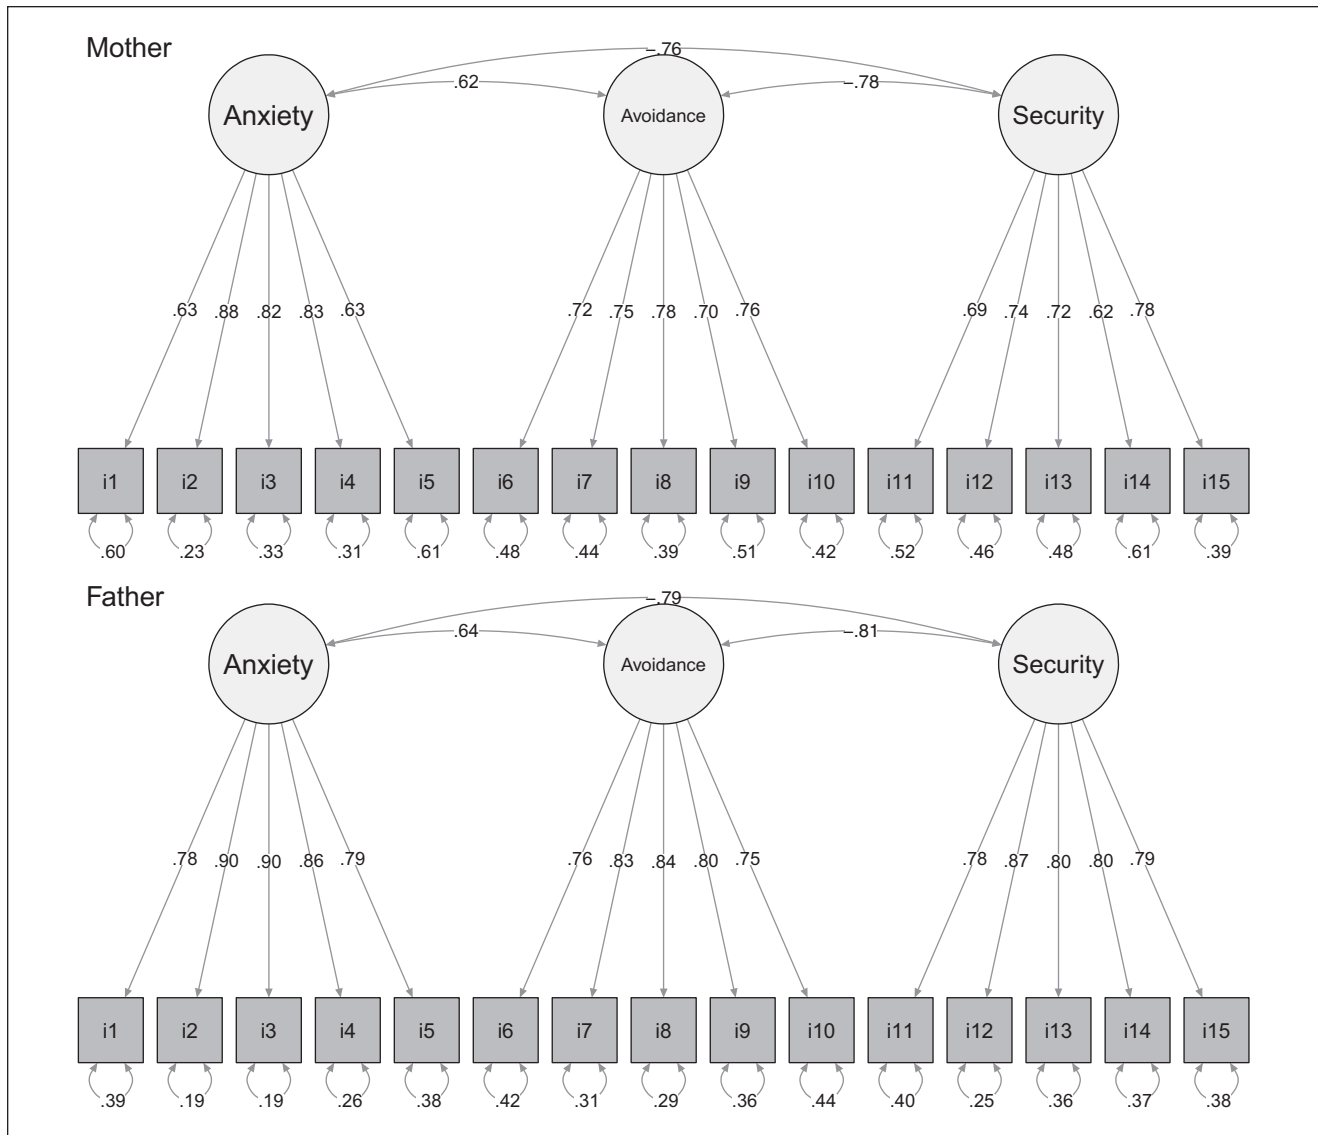 Mother
–.76
.62 –.78
Anxiety Avoidance Security
.63 .88 .82 .83 .63 .72 .75 .78 .70 .76 .69 .74 .72 .62 .78
i1 i2 i3 i4 i5 i6 i7 i8 i9 i10 i11 i12 i13 i14 i15
.60 .23 .33 .31 .61 .48 .44 .39 .51 .42 .52 .46 .48 .61 .39
Father
–.79
.64 –.81
Anxiety Avoidance Security
.78 .90 .90 .86 .79 .76 .83 .84 .80 .75 .78 .87 .80 .80 .79
i1 i2 i3 i4 i5 i6 i7 i8 i9 i10 i11 i12 i13 i14 i15
.39 .19 .19 .26 .38 .42 .31 .29 .36 .44 .40 .25 .36 .37 .38